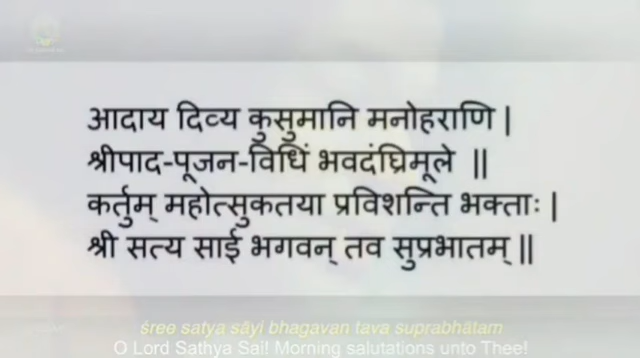 आदाय दिव्य कुसुमानि मनोहराणि |
श्रीपाद-पूजन-विधिं भवदंघ्रिमूले ||
कर्तुम् महोत्सुकतया प्रविशन्ति भक्ताः |
श्री सत्य साई भगवन् तव सुप्रभातम् ||
śree satya sāyi bhagavan tava suprabhātam
O Lord Sathya Sai! Morning salutations unto Thee!